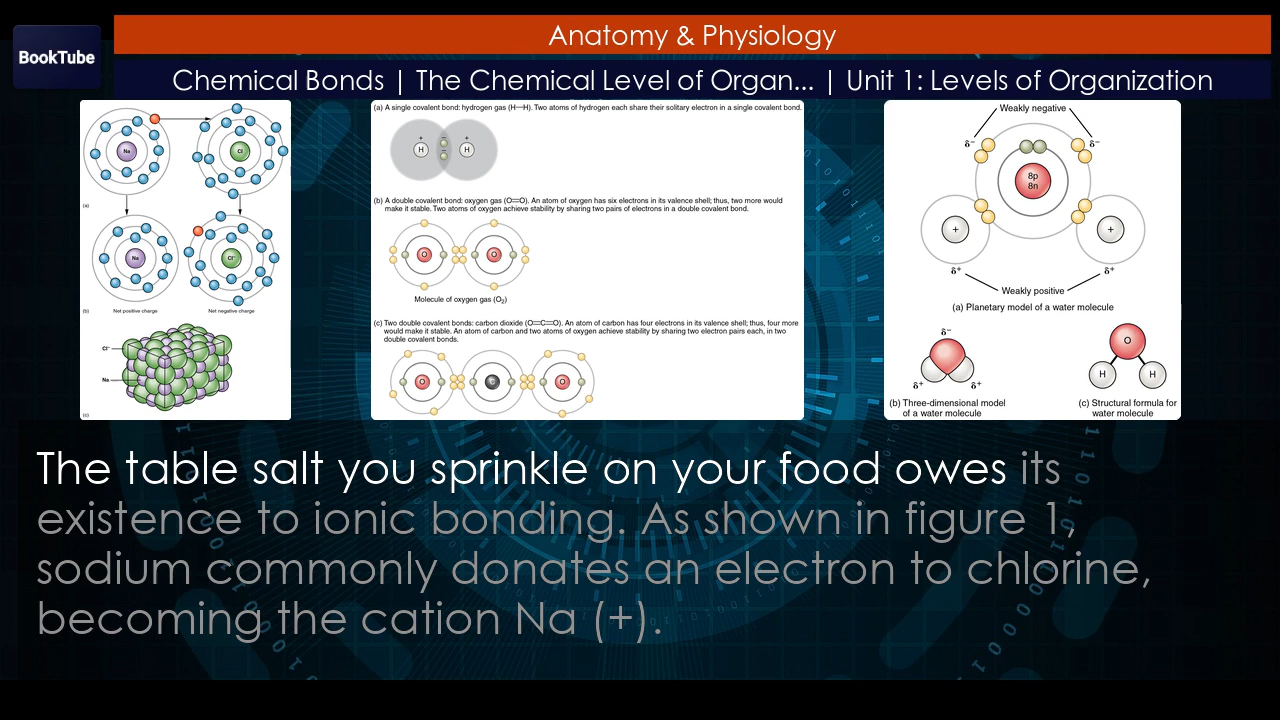 Anatomy & Physiology
BookTube
Chemical Bonds | The Chemical Level of Organ... | Unit 1: Levels of Organization
Na
Cl
(a)
Na
Cl⁻
(b)
Net positive charge
Net negative charge
Cl⁻
Na
(c)
(a) A single covalent bond: hydrogen gas (H—H). Two atoms of hydrogen each share their solitary electron in a single covalent bond.
+ − +
H − H
(b) A double covalent bond: oxygen gas (O═O). An atom of oxygen has six electrons in its valence shell; thus, two more would
make it stable. Two atoms of oxygen achieve stability by sharing two pairs of electrons in a double covalent bond.
O O
Molecule of oxygen gas (O₂)
(c) Two double covalent bonds: carbon dioxide (O═C═O). An atom of carbon has four electrons in its valence shell; thus, four more
would make it stable. An atom of carbon and two atoms of oxygen achieve stability by sharing two electron pairs each, in two
double covalent bonds.
O C O
Weakly negative
δ⁻ δ⁻
8p
8n
+ +
δ⁺ δ⁺
Weakly positive
(a) Planetary model of a water molecule
δ⁻
δ⁺ δ⁺
(b) Three-dimensional model
of a water molecule
O
H H
(c) Structural formula for
water molecule
The table salt you sprinkle on your food owes its
existence to ionic bonding. As shown in figure 1,
sodium commonly donates an electron to chlorine,
becoming the cation Na (+).